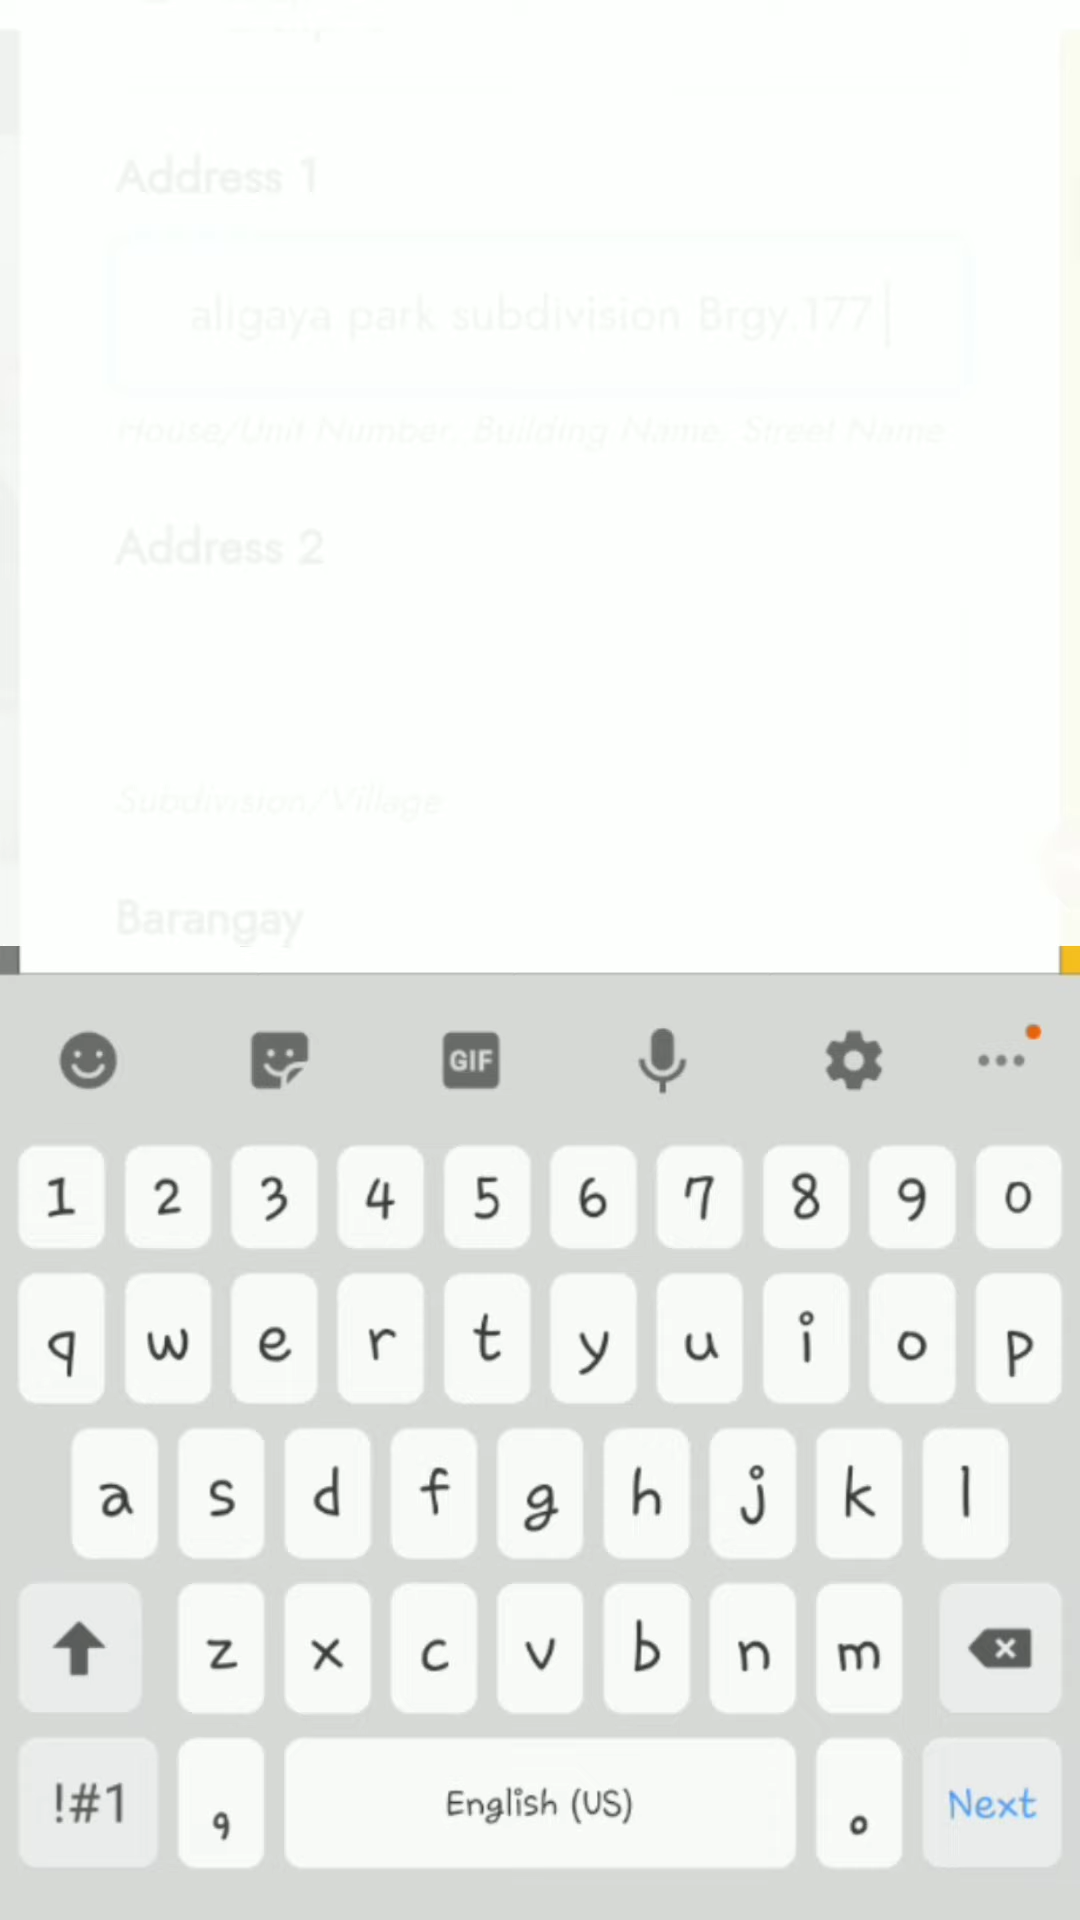 Address 1
aligaya park subdivision Brgy.177
House/Unit Number, Building Name, Street Name
Address 2
Subdivision/Village
Barangay
GIF
1 2 3 4 5 6 7 8 9 0
q w e r t y u i o p
a s d f g h j k l
z x c v b n m
!#1 , English (US) . Next